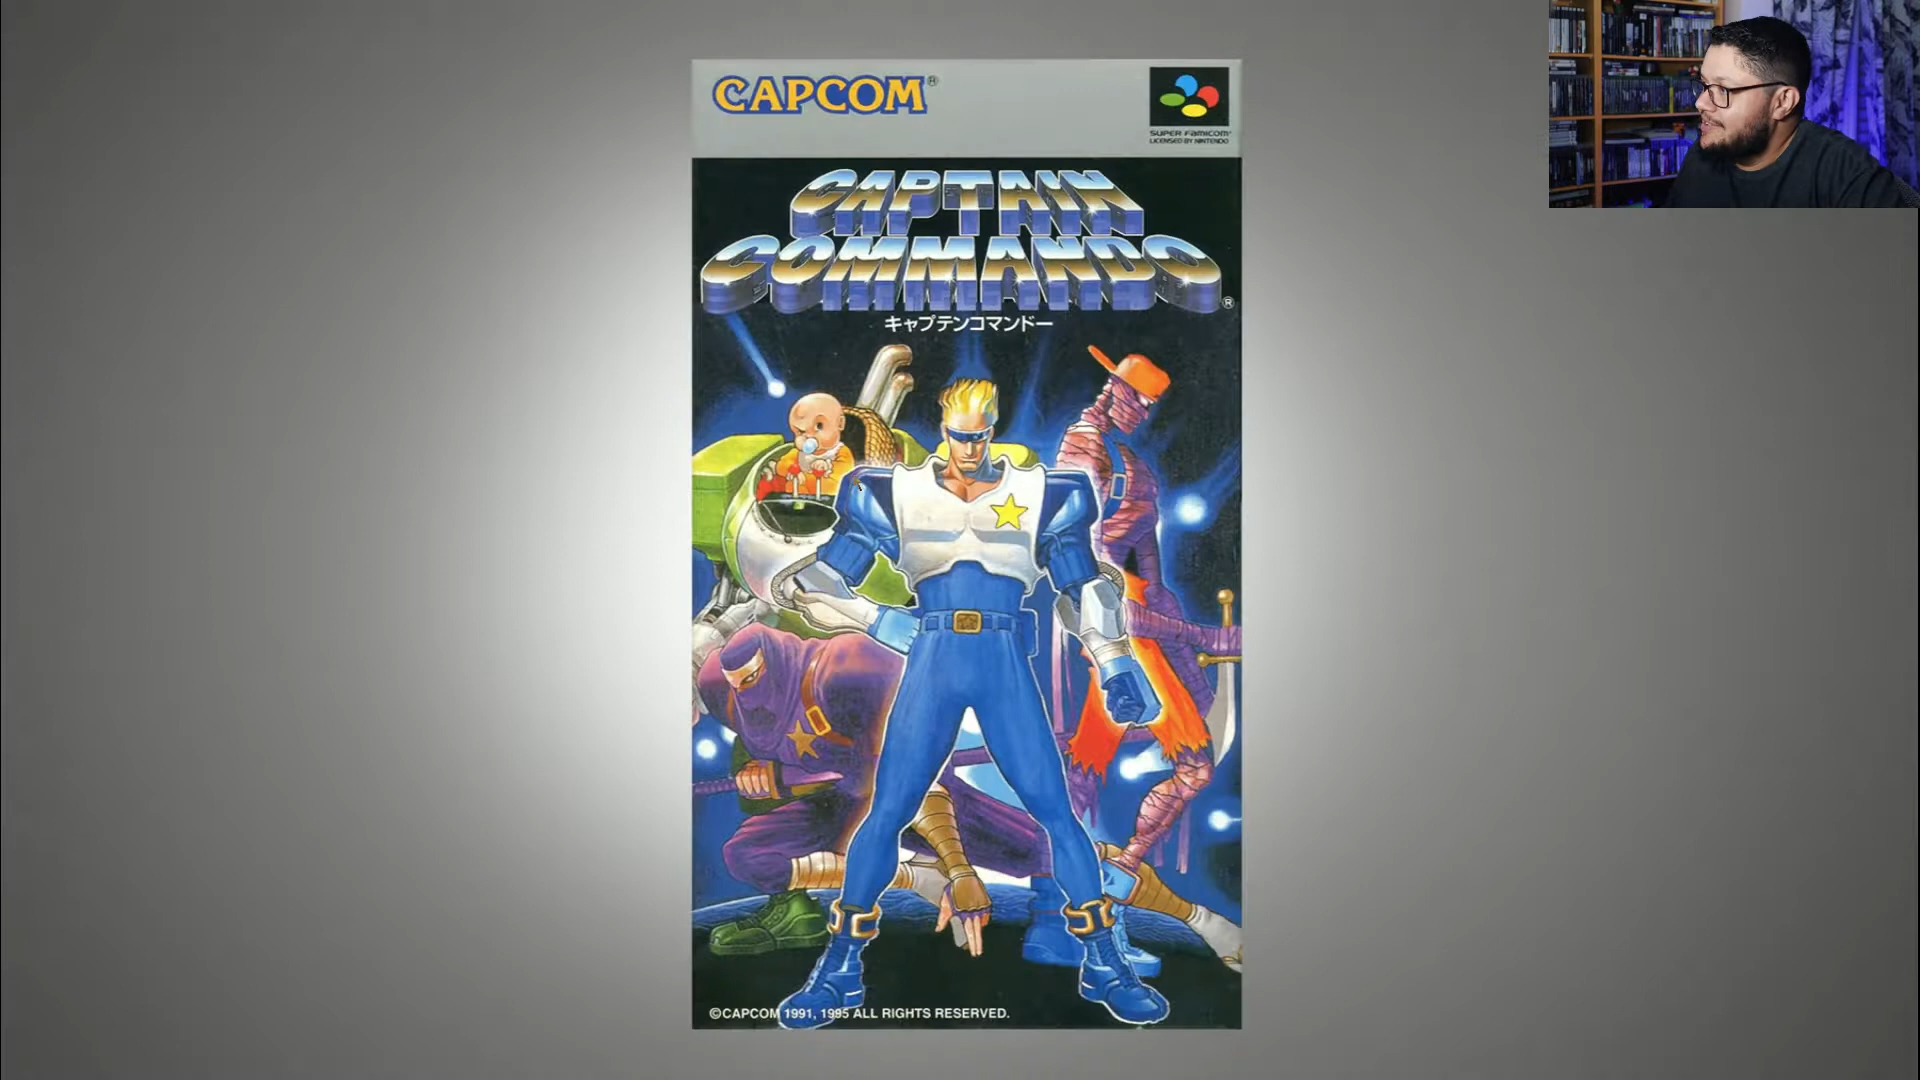 CAPCOM®
SUPER FAMICOM
LICENSED BY NINTENDO
CAPTAIN
COMMANDO®
キャプテンコマンドー
©CAPCOM 1991, 1995 ALL RIGHTS RESERVED.